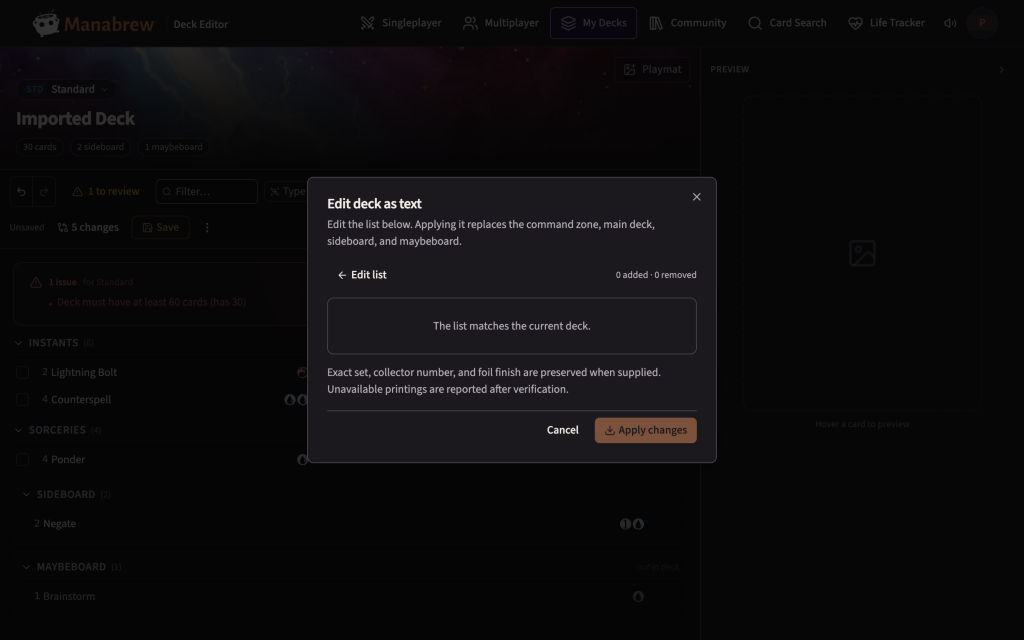 Manabrew
Deck Editor
Singleplayer
Multiplayer
My Decks
Community
Card Search
Life Tracker
P
STD Standard
Playmat
PREVIEW
Imported Deck
30 cards
2 sideboard
1 maybeboard
1 to review
Filter...
Type
Unsaved
5 changes
Save
1 issue for Standard
Deck must have at least 60 cards (has 30)
INSTANTS (6)
2 Lightning Bolt
4 Counterspell
SORCERIES (4)
4 Ponder
SIDEBOARD (2)
2 Negate
1
MAYBEBOARD (1)
1 Brainstorm
Edit deck as text
Edit the list below. Applying it replaces the command zone, main deck,
sideboard, and maybeboard.
Edit list
0 added · 0 removed
The list matches the current deck.
Exact set, collector number, and foil finish are preserved when supplied.
Unavailable printings are reported after verification.
Cancel
Apply changes
Hover a card to preview